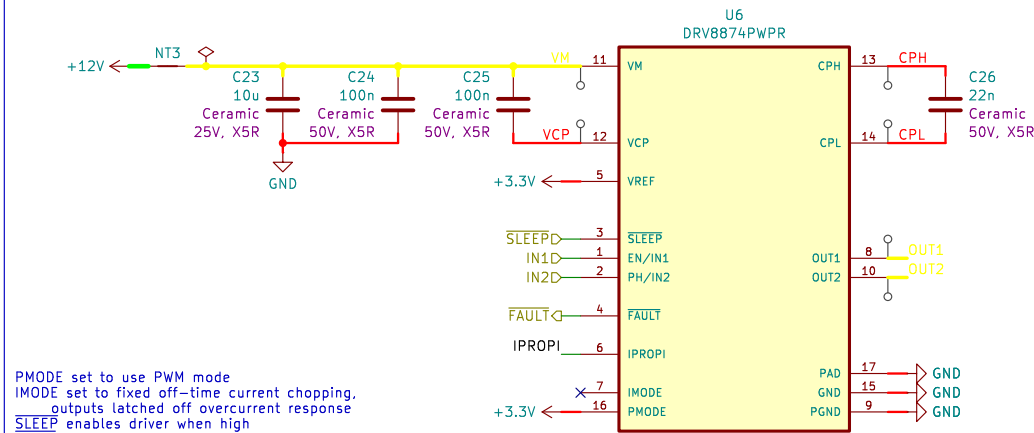 U6
DRV8874PWPR
+12V
NT3
VM
11
VM
C23
10u
Ceramic
25V, X5R
C24
100n
Ceramic
50V, X5R
C25
100n
Ceramic
50V, X5R
GND
VCP
12
VCP
+3.3V
5
VREF
SLEEP
3
SLEEP
IN1
1
EN/IN1
IN2
2
PH/IN2
FAULT
4
FAULT
IPROPI
6
IPROPI
7
IMODE
+3.3V
16
PMODE
CPH
13
CPH
CPL
14
CPL
C26
22n
Ceramic
50V, X5R
OUT1
8
OUT1
OUT2
10
OUT2
PAD
17
GND
GND
15
GND
PGND
9
GND
PMODE set to use PWM mode
IMODE set to fixed off-time current chopping,
outputs latched off overcurrent response
SLEEP enables driver when high